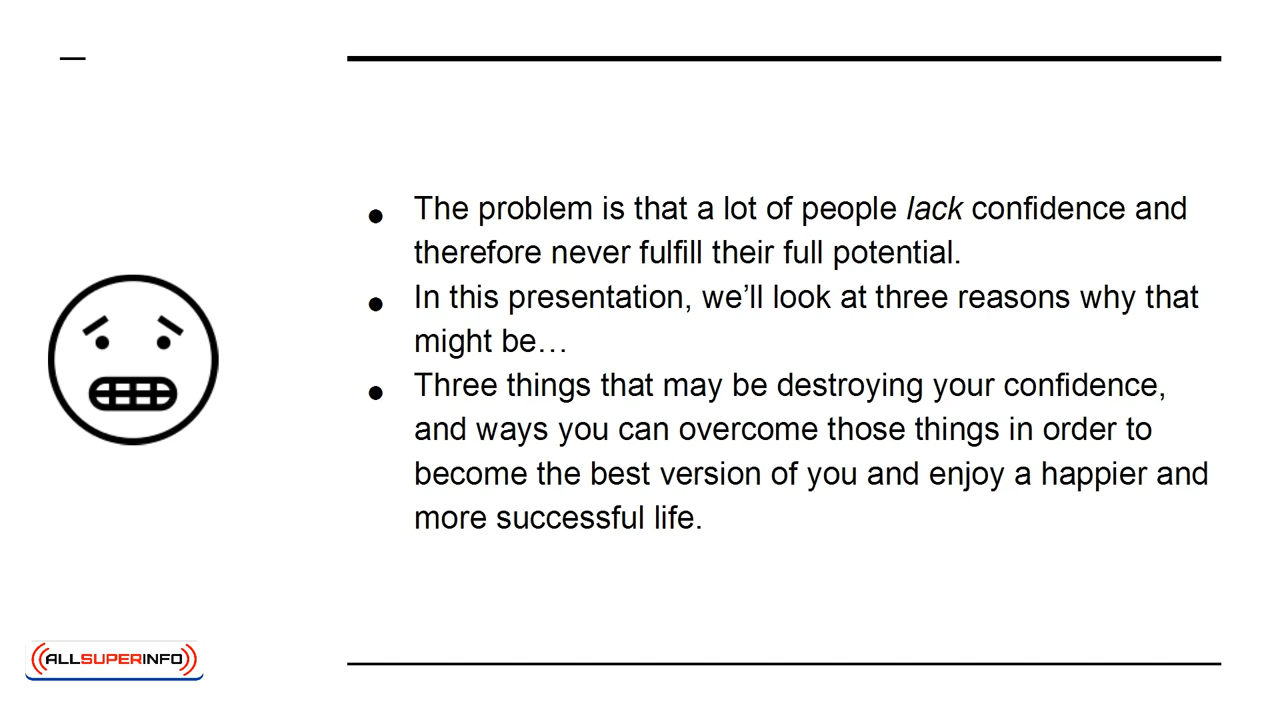 ● The problem is that a lot of people lack confidence and
therefore never fulfill their full potential.
● In this presentation, we’ll look at three reasons why that
might be…
● Three things that may be destroying your confidence,
and ways you can overcome those things in order to
become the best version of you and enjoy a happier and
more successful life.
ALLSUPERINFO